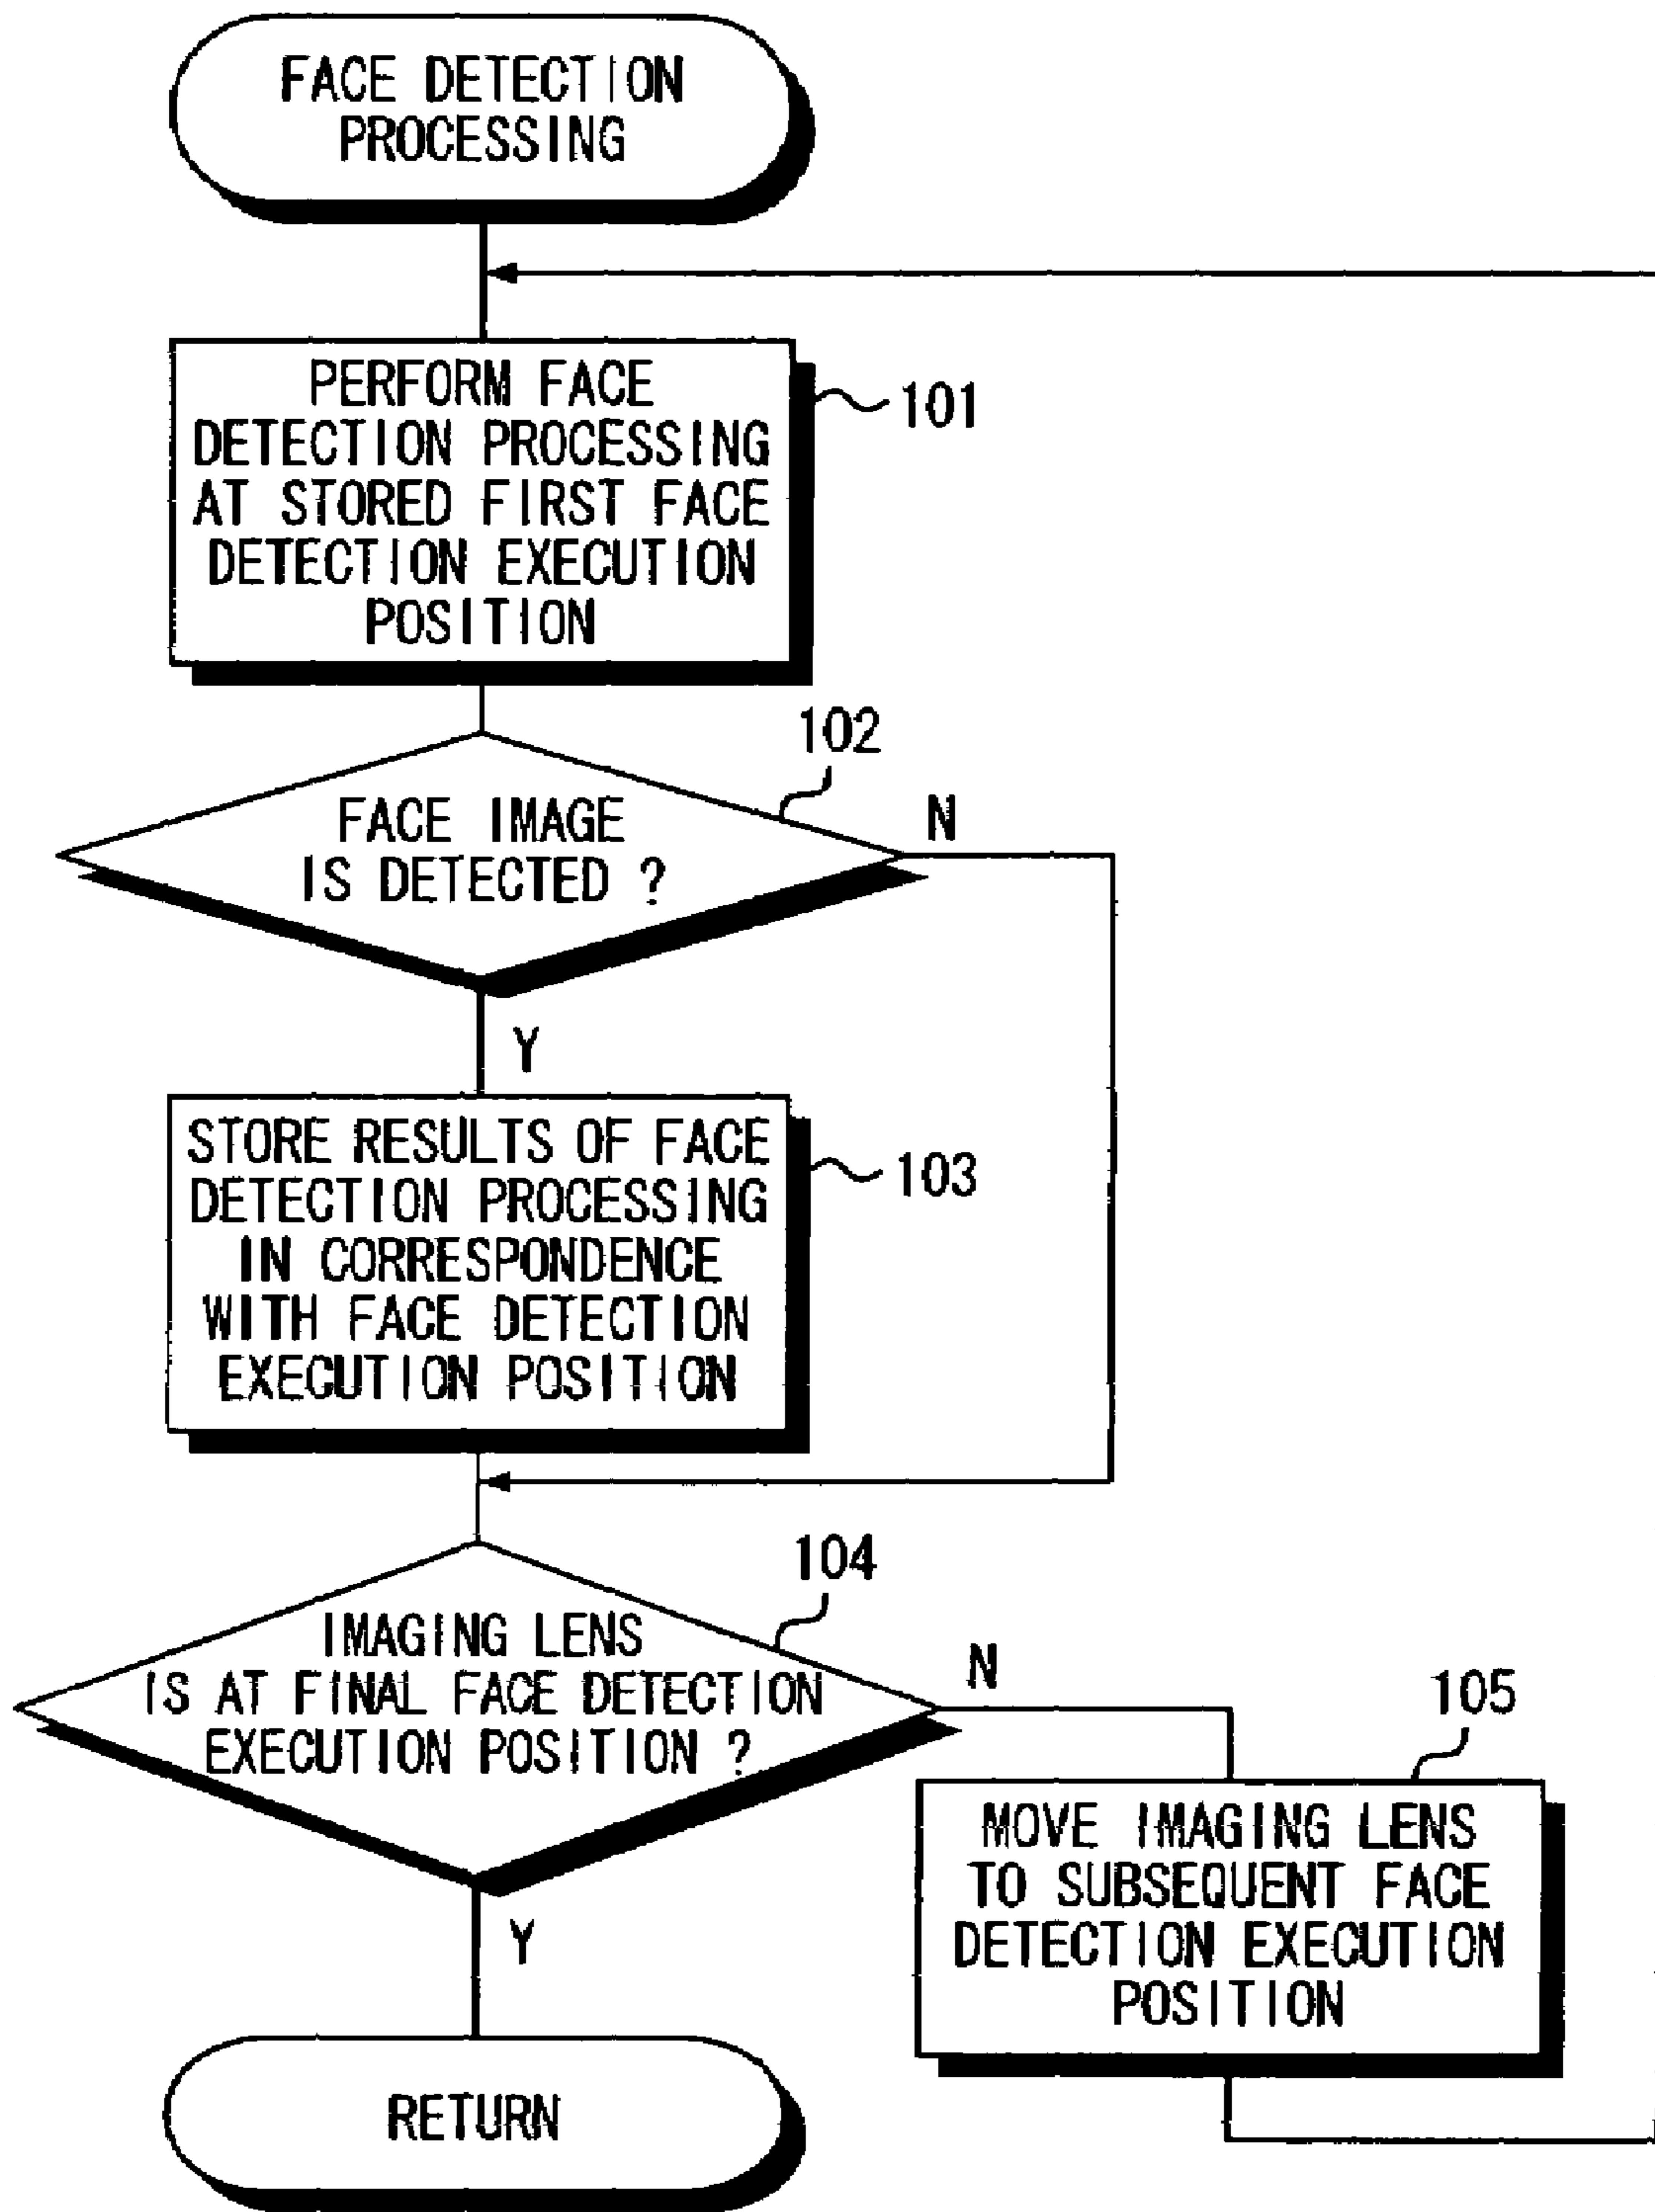 FACE DETECTION
PROCESSING
PERFORM FACE
DETECTION PROCESSING
AT STORED FIRST FACE
DETECTION EXECUTION
POSITION
101
102
FACE IMAGE
IS DETECTED ?
N
Y
STORE RESULTS OF FACE
DETECTION PROCESSING
IN CORRESPONDENCE
WITH FACE DETECTION
EXECUTION POSITION
103
104
IMAGING LENS
IS AT FINAL FACE DETECTION
EXECUTION POSITION ?
N
Y
105
MOVE IMAGING LENS
TO SUBSEQUENT FACE
DETECTION EXECUTION
POSITION
RETURN